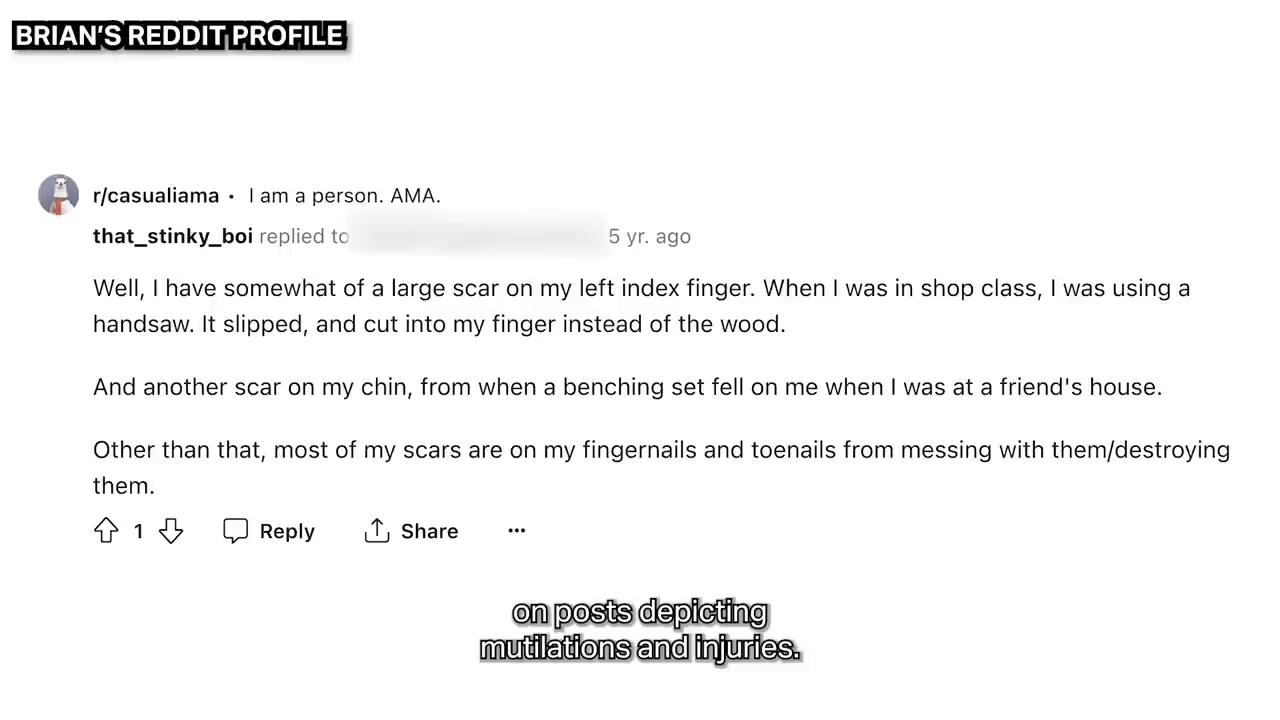 BRIAN'S REDDIT PROFILE
r/casualiama • I am a person. AMA.
that_stinky_boi replied to 5 yr. ago
Well, I have somewhat of a large scar on my left index finger. When I was in shop class, I was using a
handsaw. It slipped, and cut into my finger instead of the wood.
And another scar on my chin, from when a benching set fell on me when I was at a friend's house.
Other than that, most of my scars are on my fingernails and toenails from messing with them/destroying
them.
1 Reply Share ...
on posts depicting
mutilations and injuries.